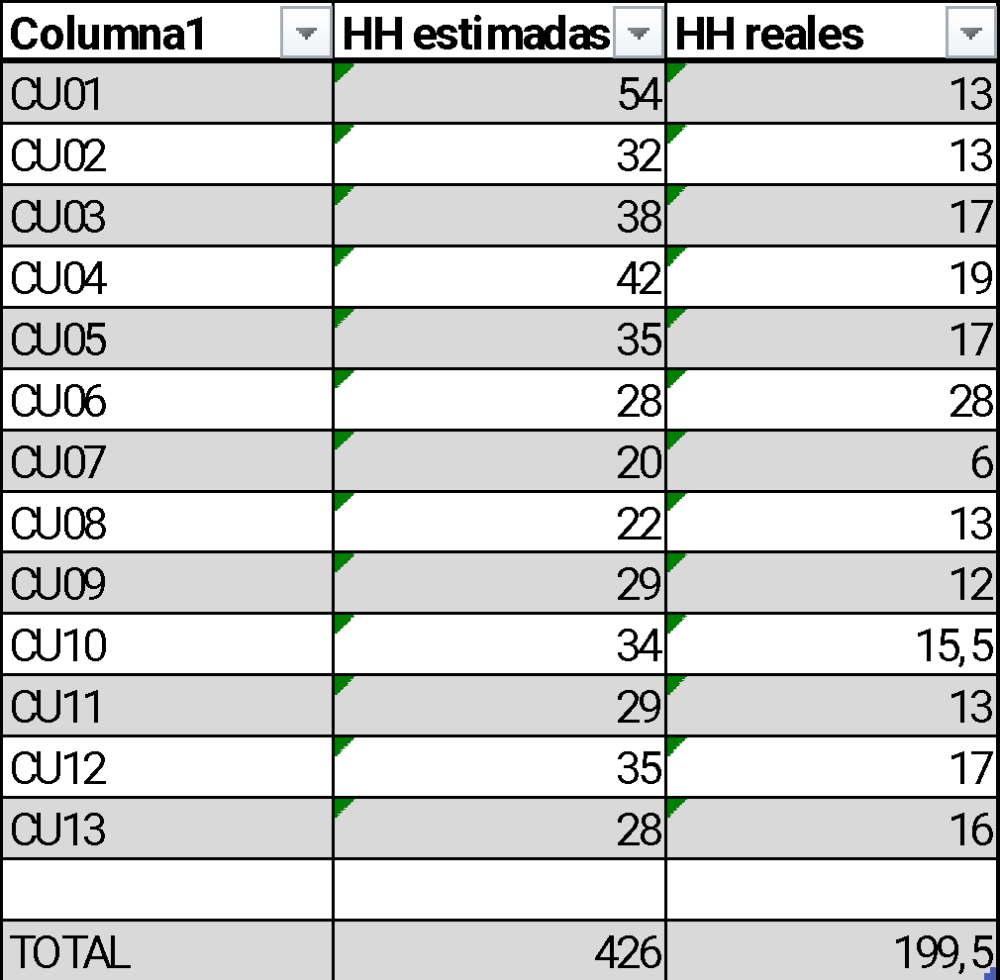 Columna1 HH estimadas HH reales
CU01 54 13
CU02 32 13
CU03 38 17
CU04 42 19
CU05 35 17
CU06 28 28
CU07 20 6
CU08 22 13
CU09 29 12
CU10 34 15,5
CU11 29 13
CU12 35 17
CU13 28 16
TOTAL 426 199,5